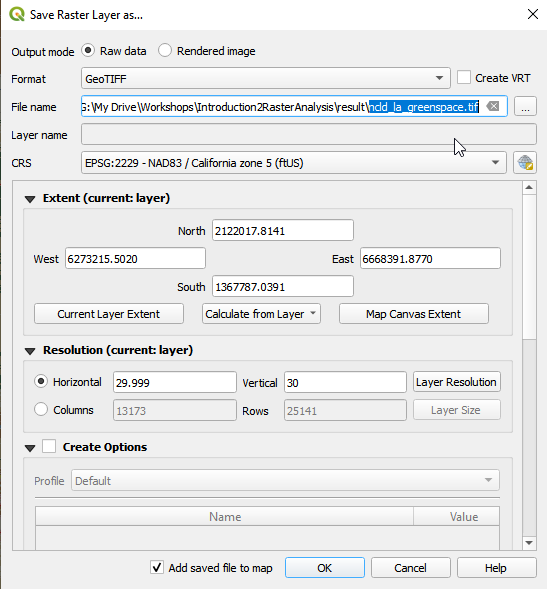 Save Raster Layer as...
Output mode Raw data Rendered image
Format GeoTIFF Create VRT
File name G:\My Drive\Workshops\Introduction2RasterAnalysis\result\ndd_la_greenspace.tif ...
Layer name
CRS EPSG:2229 - NAD83 / California zone 5 (ftUS)
Extent (current: layer)
North 2122017.8141
West 6273215.5020 East 6668391.8770
South 1367787.0391
Current Layer Extent Calculate from Layer Map Canvas Extent
Resolution (current: layer)
Horizontal 29.999 Vertical 30 Layer Resolution
Columns 13173 Rows 25141 Layer Size
Create Options
Profile Default
Name Value
Add saved file to map OK Cancel Help